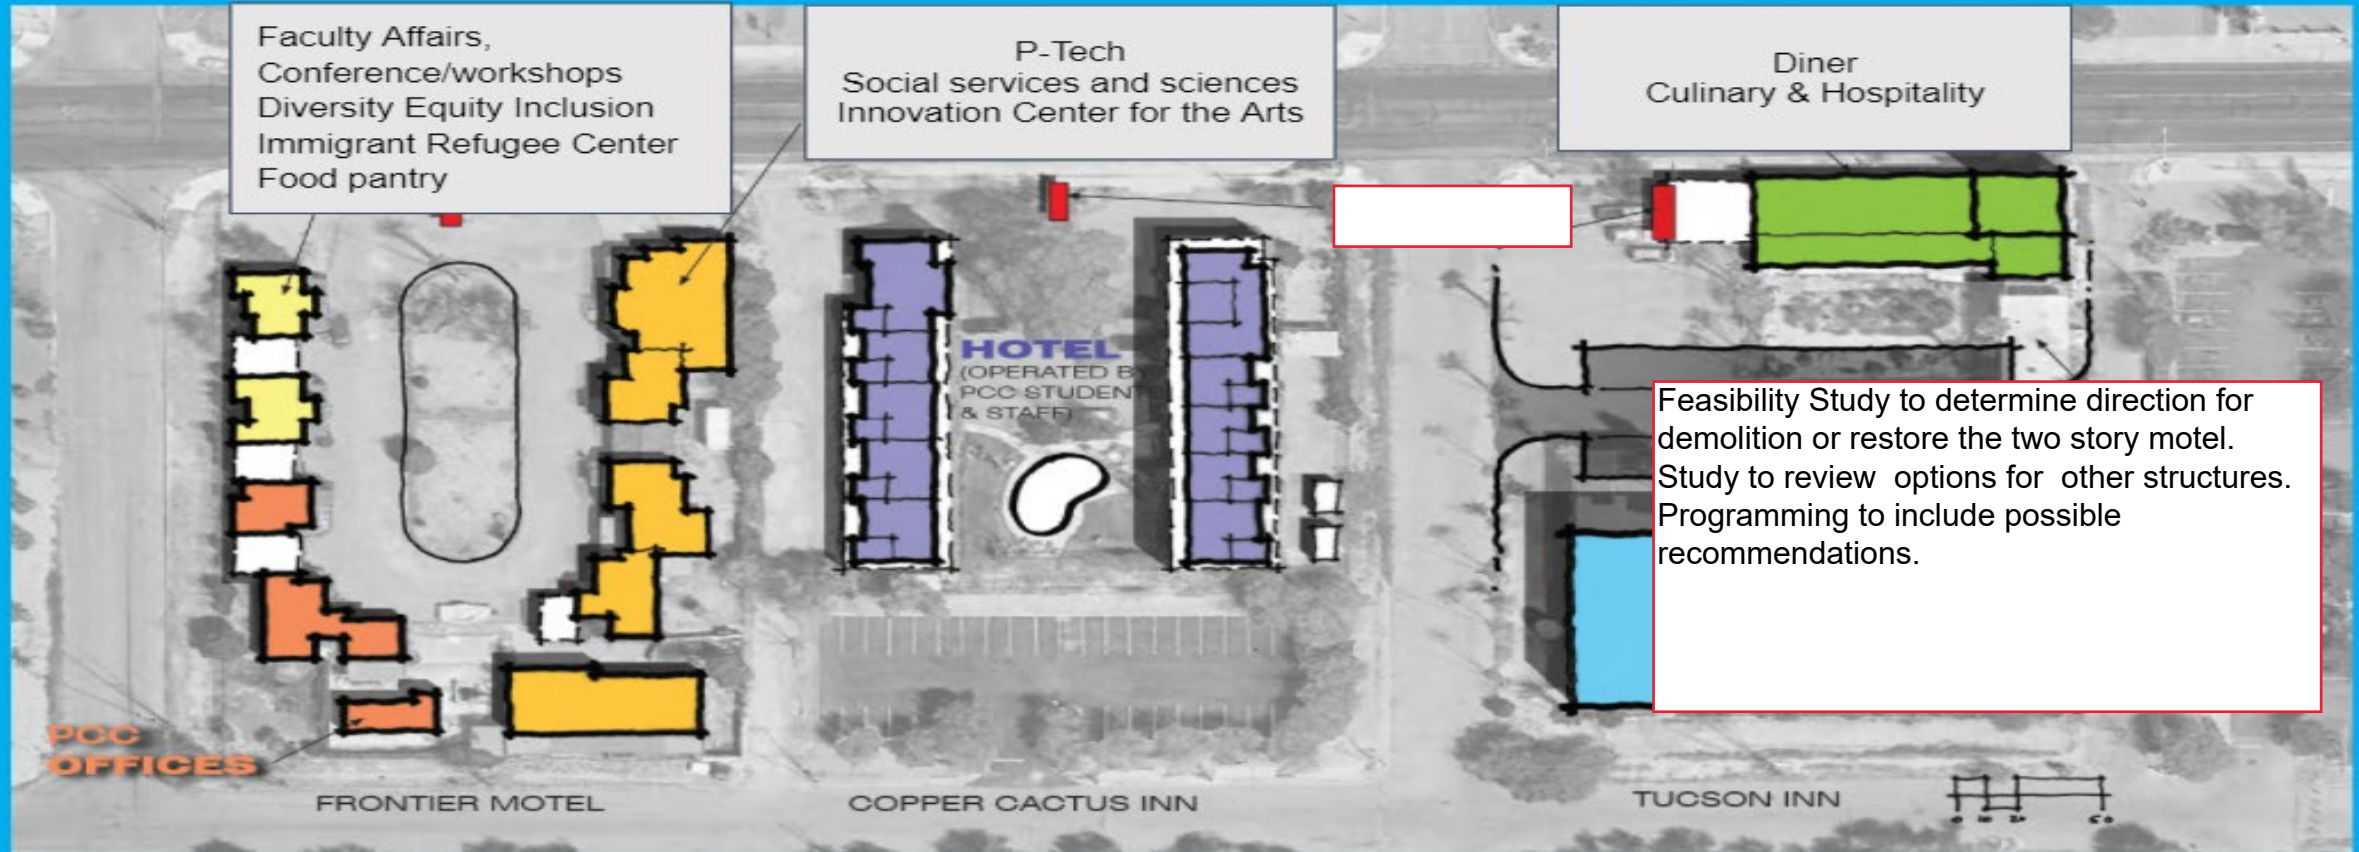 Faculty Affairs,
Conference/workshops
Diversity Equity Inclusion
Immigrant Refugee Center
Food pantry
P-Tech
Social services and sciences
Innovation Center for the Arts
Diner
Culinary & Hospitality
HOTEL
(OPERATED BY
PCC STUDENT
& STAFF)
Feasibility Study to determine direction for
demolition or restore the two story motel.
Study to review options for other structures.
Programming to include possible
recommendations.
PCC
OFFICES
FRONTIER MOTEL
COPPER CACTUS INN
TUCSON INN